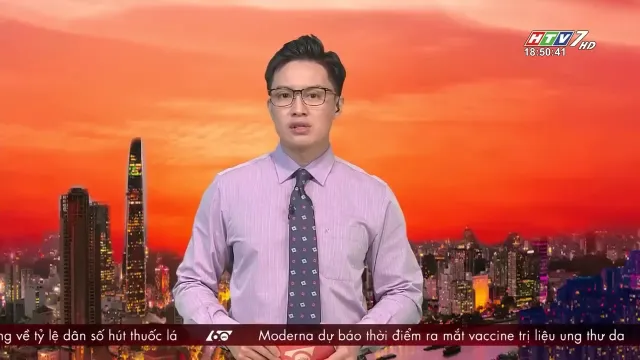 HTV7 HD
18:50:41
ng về tỷ lệ dân số hút thuốc lá
60 Moderna dự báo thời điểm ra mắt vaccine trị liệu ung thư da